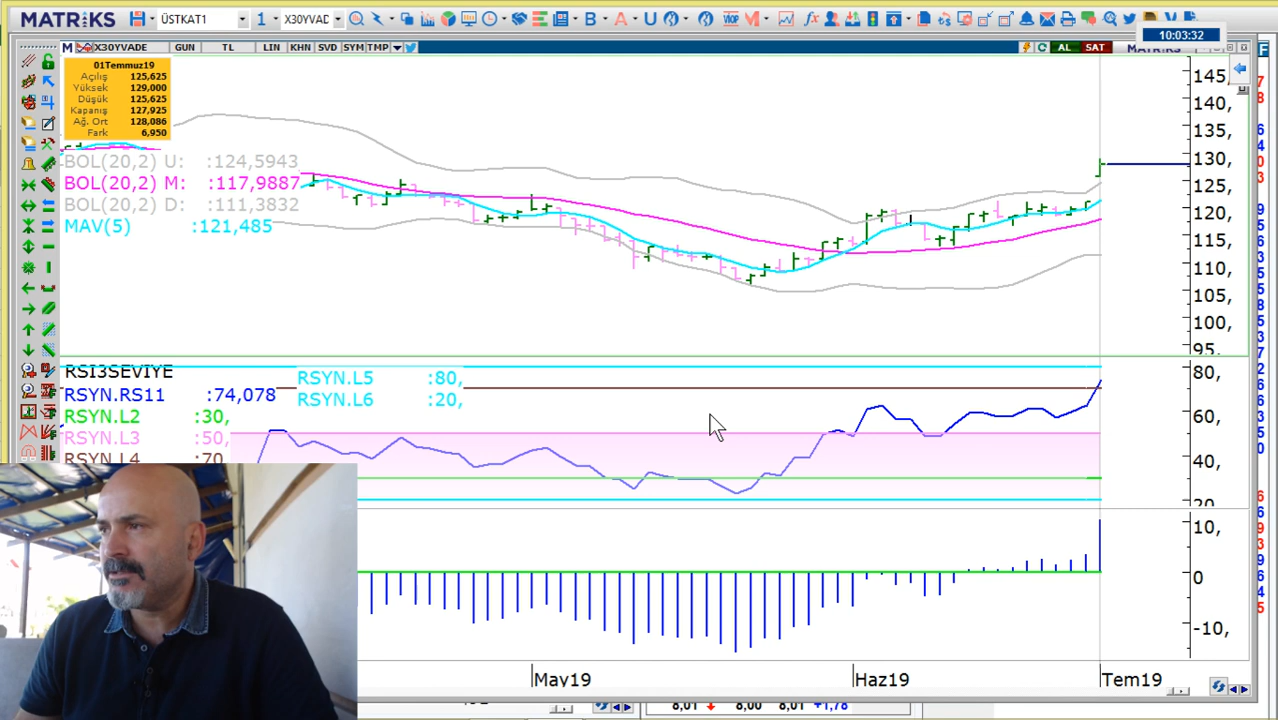 MATRİKS ÜSTKAT1 1 X30YVAD
10:03:32
M X30YVADE GUN TL LIN KHN SVD SYM TMP AL SAT MATRİKS
01Temmuz19
Açılış 125,625
Yüksek 129,000
Düşük 125,625
Kapanış 127,925
Ağ. Ort 128,086
Fark 6,950
BOL(20,2) U: :124,5943
BOL(20,2) M: :117,9887
BOL(20,2) D: :111,3832
MAV(5) :121,485
145,
140,
135,
130,
125,
120,
115,
110,
105,
100,
95,
RSI3SEVIYE
RSYN.RS11 :74,078
RSYN.L2 :30,
RSYN.L3 :50,
RSYN.L4 :70
RSYN.L5 :80,
RSYN.L6 :20,
80,
60,
40,
20
10,
0
-10,
May19 Haz19 Tem19
8,01 8,00 8,01 +1,78